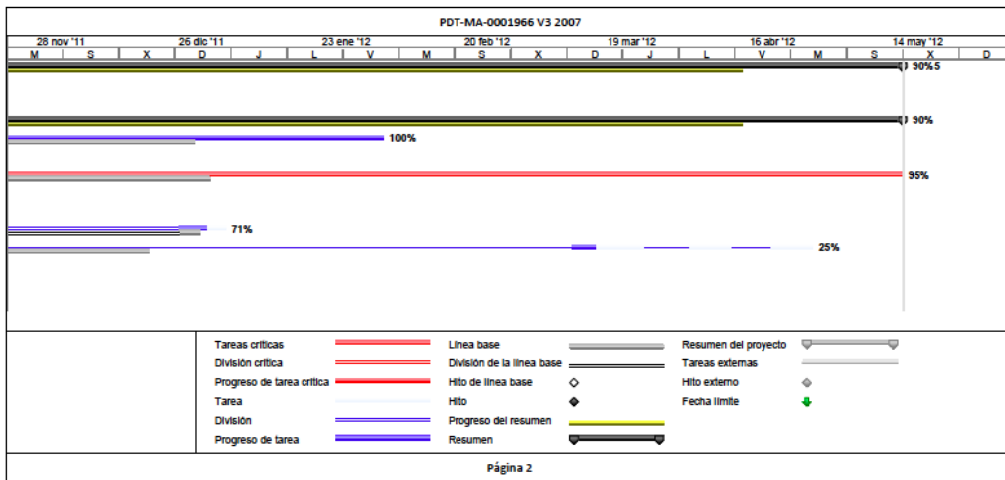 PDT-MA-0001966 V3 2007
28 nov '11 26 dic '11 23 ene '12 20 feb '12 19 mar '12 16 abr '12 14 may '12
M S X D J L V M S X D J L V M S X D
90%5
90%
100%
95%
71%
25%
Tareas críticas Línea base Resumen del proyecto
División crítica División de la línea base Tareas externas
Progreso de tarea crítica Hito de línea base Hito externo
Tarea Hito Fecha límite
División Progreso del resumen
Progreso de tarea Resumen
Página 2